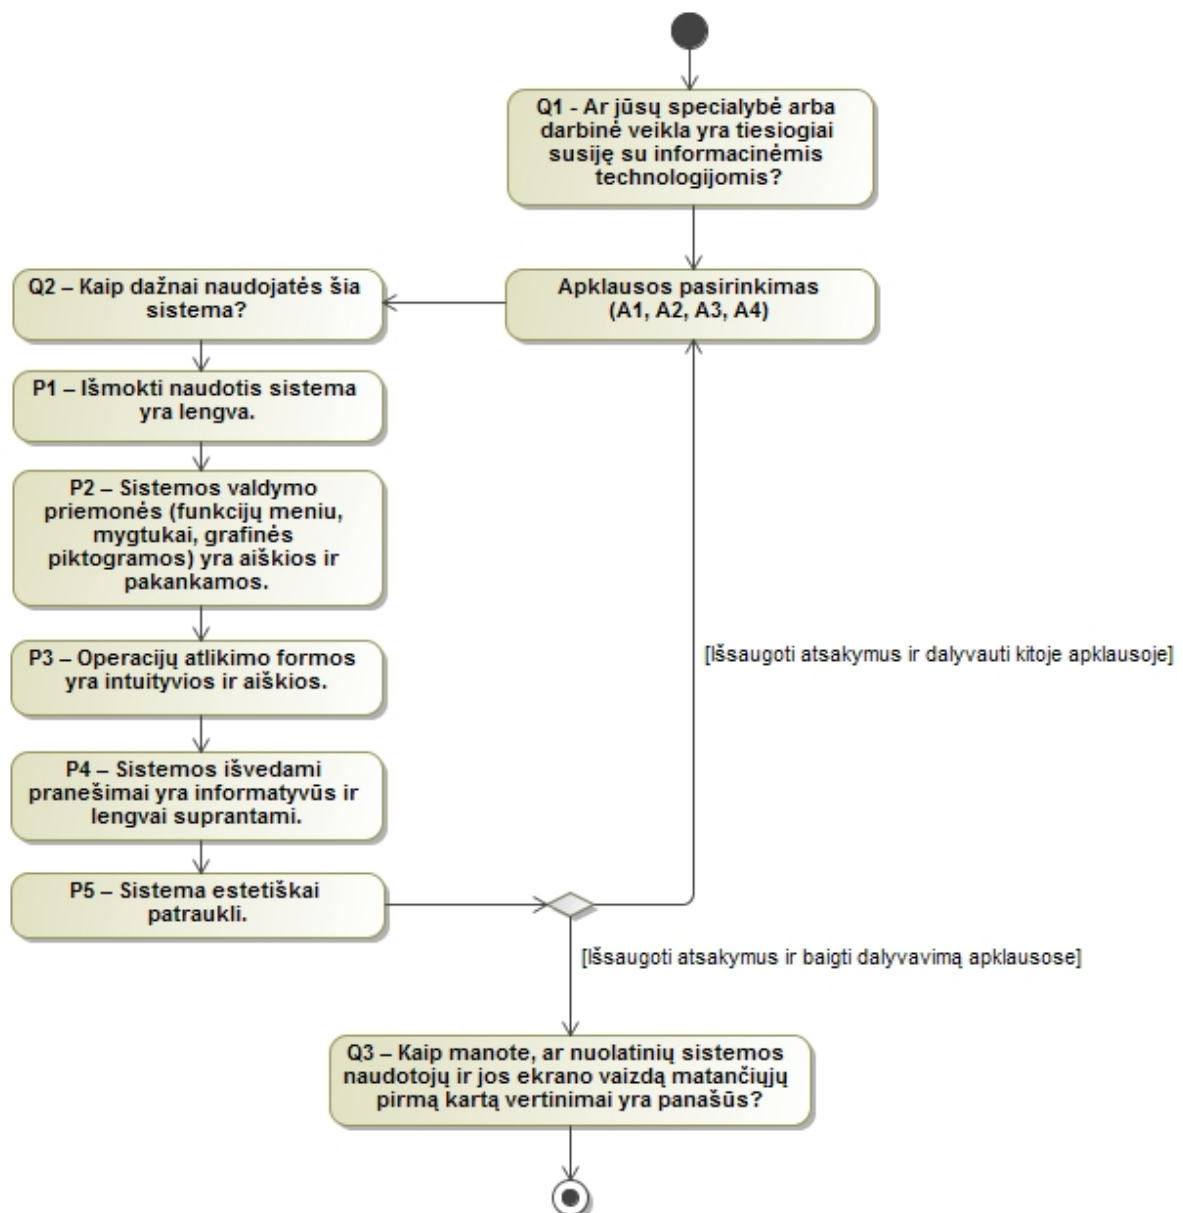 Q1 - Ar jūsų specialybė arba
darbinė veikla yra tiesiogiai
susiję su informacinėmis
technologijomis?
Apklausos pasirinkimas
(A1, A2, A3, A4)
Q2 – Kaip dažnai naudojatės šia
sistema?
P1 – Išmokti naudotis sistema
yra lengva.
P2 – Sistemos valdymo
priemonės (funkcijų meniu,
mygtukai, grafinės
piktogramos) yra aiškios ir
pakankamos.
P3 – Operacijų atlikimo formos
yra intuityvios ir aiškios.
P4 – Sistemos išvedami
pranešimai yra informatyvūs ir
lengvai suprantami.
P5 – Sistema estetiškai
patraukli.
[Išsaugoti atsakymus ir dalyvauti kitoje apklausoje]
[Išsaugoti atsakymus ir baigti dalyvavimą apklausose]
Q3 – Kaip manote, ar nuolatinių sistemos
naudotojų ir jos ekrano vaizdą matančiųjų
pirmą kartą vertinimai yra panašūs?